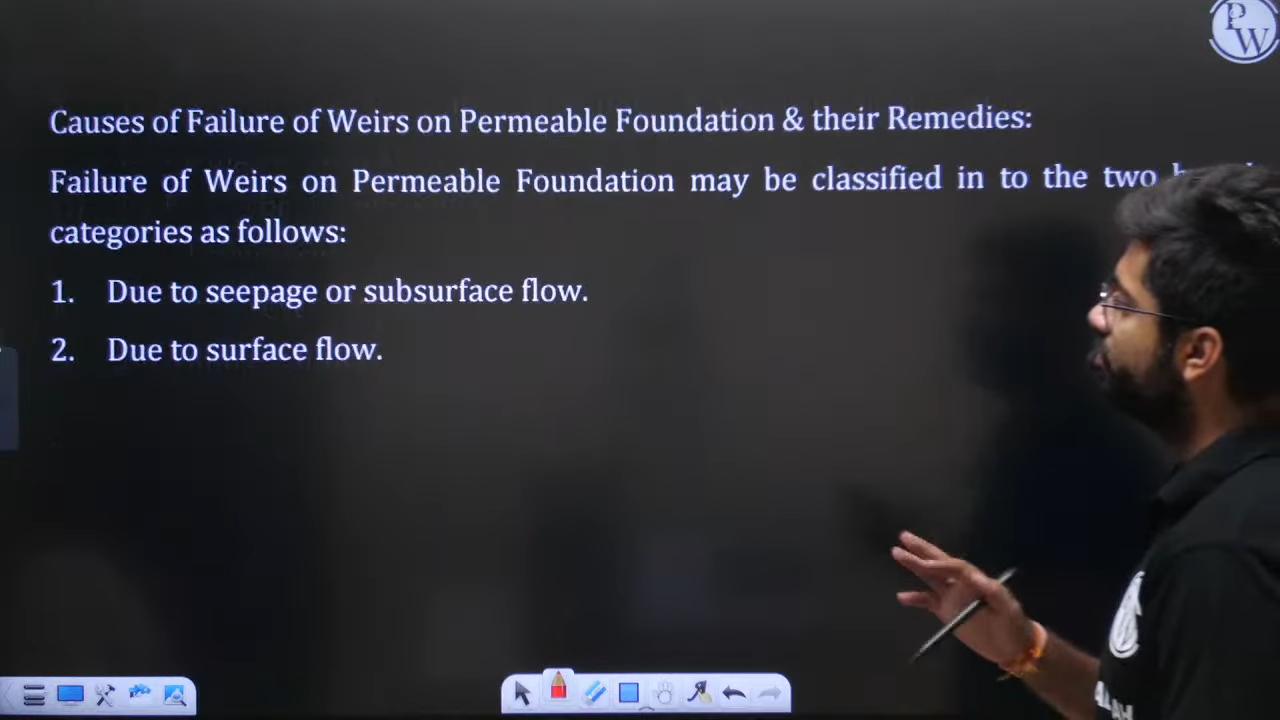 PW
Causes of Failure of Weirs on Permeable Foundation & their Remedies:
Failure of Weirs on Permeable Foundation may be classified in to the two
categories as follows:
1. Due to seepage or subsurface flow.
2. Due to surface flow.